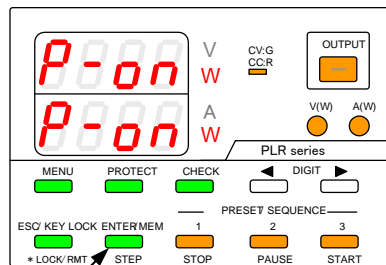 P-on V
W
CV:G
CC:R
OUTPUT
P-on A
W
V(W) A(W)
PLR series
MENU PROTECT CHECK ◀ DIGIT ▶
PRESET/ SEQUENCE
ESC/ KEY LOCK ENTER/MEM 1 2 3
* LOCK/RMT STEP STOP PAUSE START